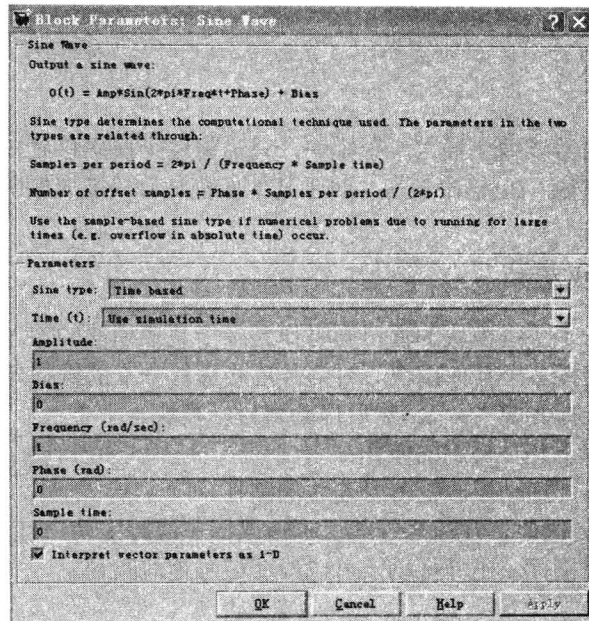 Block Parameters: Sine Wave
Sine Wave
Output a sine wave:
O(t) = Amp*Sin(2*pi*Freq*t+Phase) + Bias
Sine type determines the computational technique used. The parameters in the two
types are related through:
Samples per period = 2*pi / (Frequency * Sample time)
Number of offset samples = Phase * Samples per period / (2*pi)
Use the sample-based sine type if numerical problems due to running for large
times (e.g. overflow in absolute time) occur.
Parameters
Sine type: Time based
Time (t): Use simulation time
Amplitude:
1
Bias:
0
Frequency (rad/sec):
1
Phase (rad):
0
Sample time:
0
Interpret vector parameters as 1-D
OK Cancel Help Apply